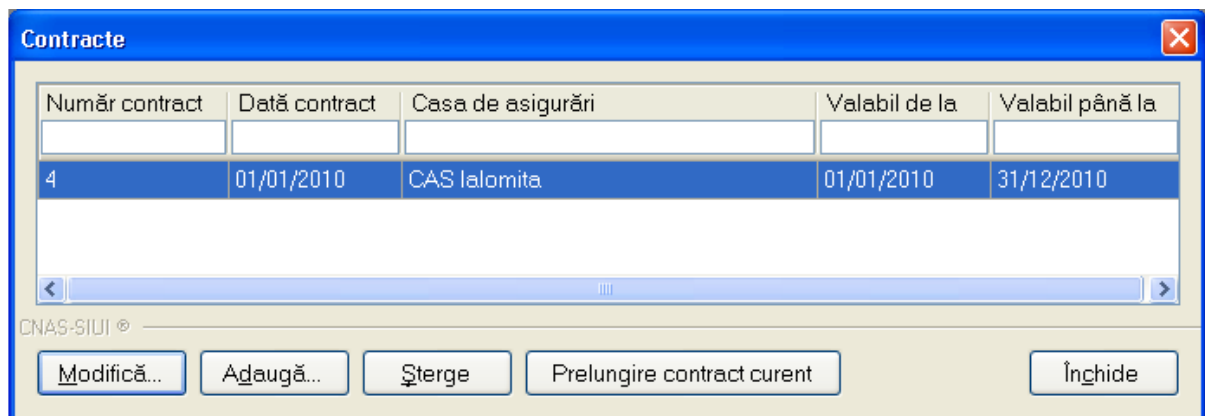 Contracte
Număr contract Dată contract Casa de asigurări Valabil de la Valabil până la
4 01/01/2010 CAS Ialomita 01/01/2010 31/12/2010
CNAS-SIUI ®
Modifică... Adaugă... Şterge Prelungire contract curent Închide